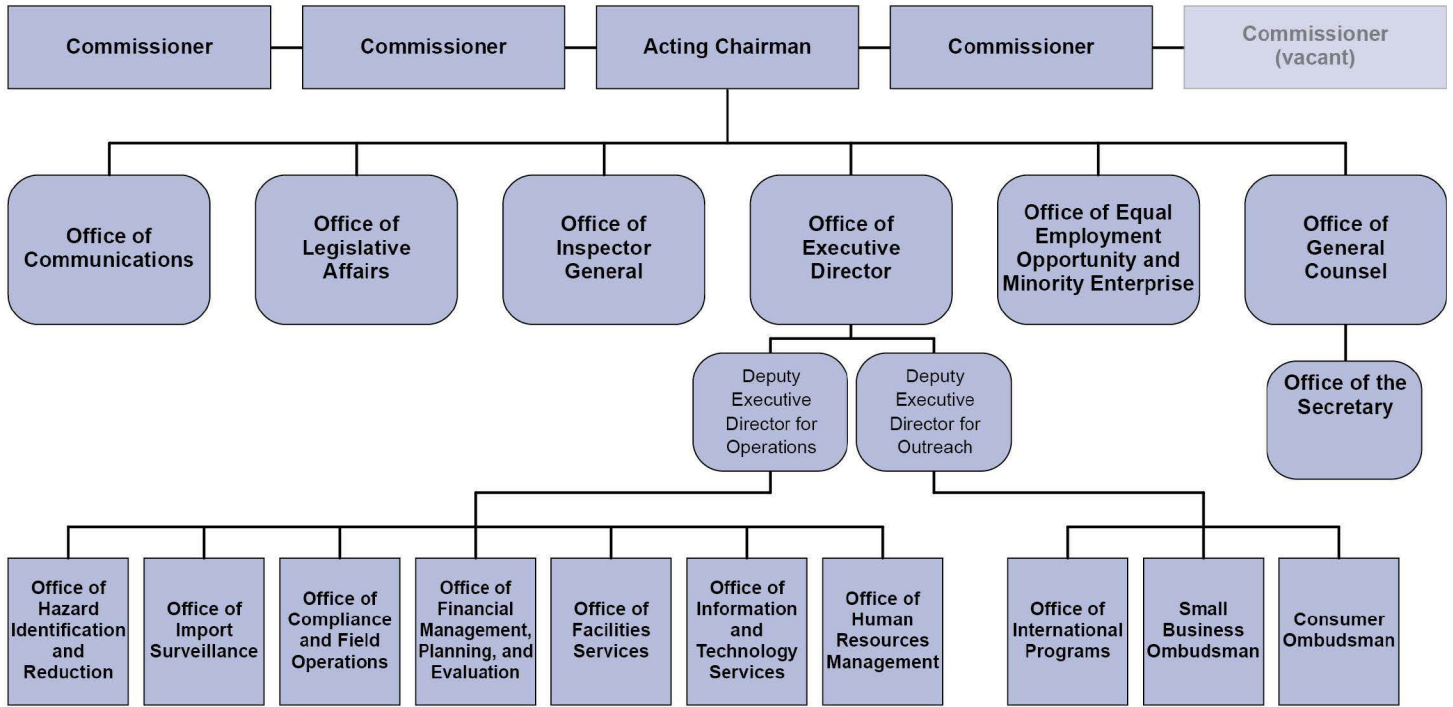 Commissioner
Commissioner
Acting Chairman
Commissioner
Commissioner
(vacant)
Office of
Communications
Office of
Legislative
Affairs
Office of
Inspector
General
Office of
Executive
Director
Office of Equal
Employment
Opportunity and
Minority Enterprise
Office of
General
Counsel
Deputy
Executive
Director for
Operations
Deputy
Executive
Director for
Outreach
Office of the
Secretary
Office of
Hazard
Identification
and
Reduction
Office of
Import
Surveillance
Office of
Compliance
and Field
Operations
Office of
Financial
Management,
Planning, and
Evaluation
Office of
Facilities
Services
Office of
Information
and
Technology
Services
Office of
Human
Resources
Management
Office of
International
Programs
Small
Business
Ombudsman
Consumer
Ombudsman